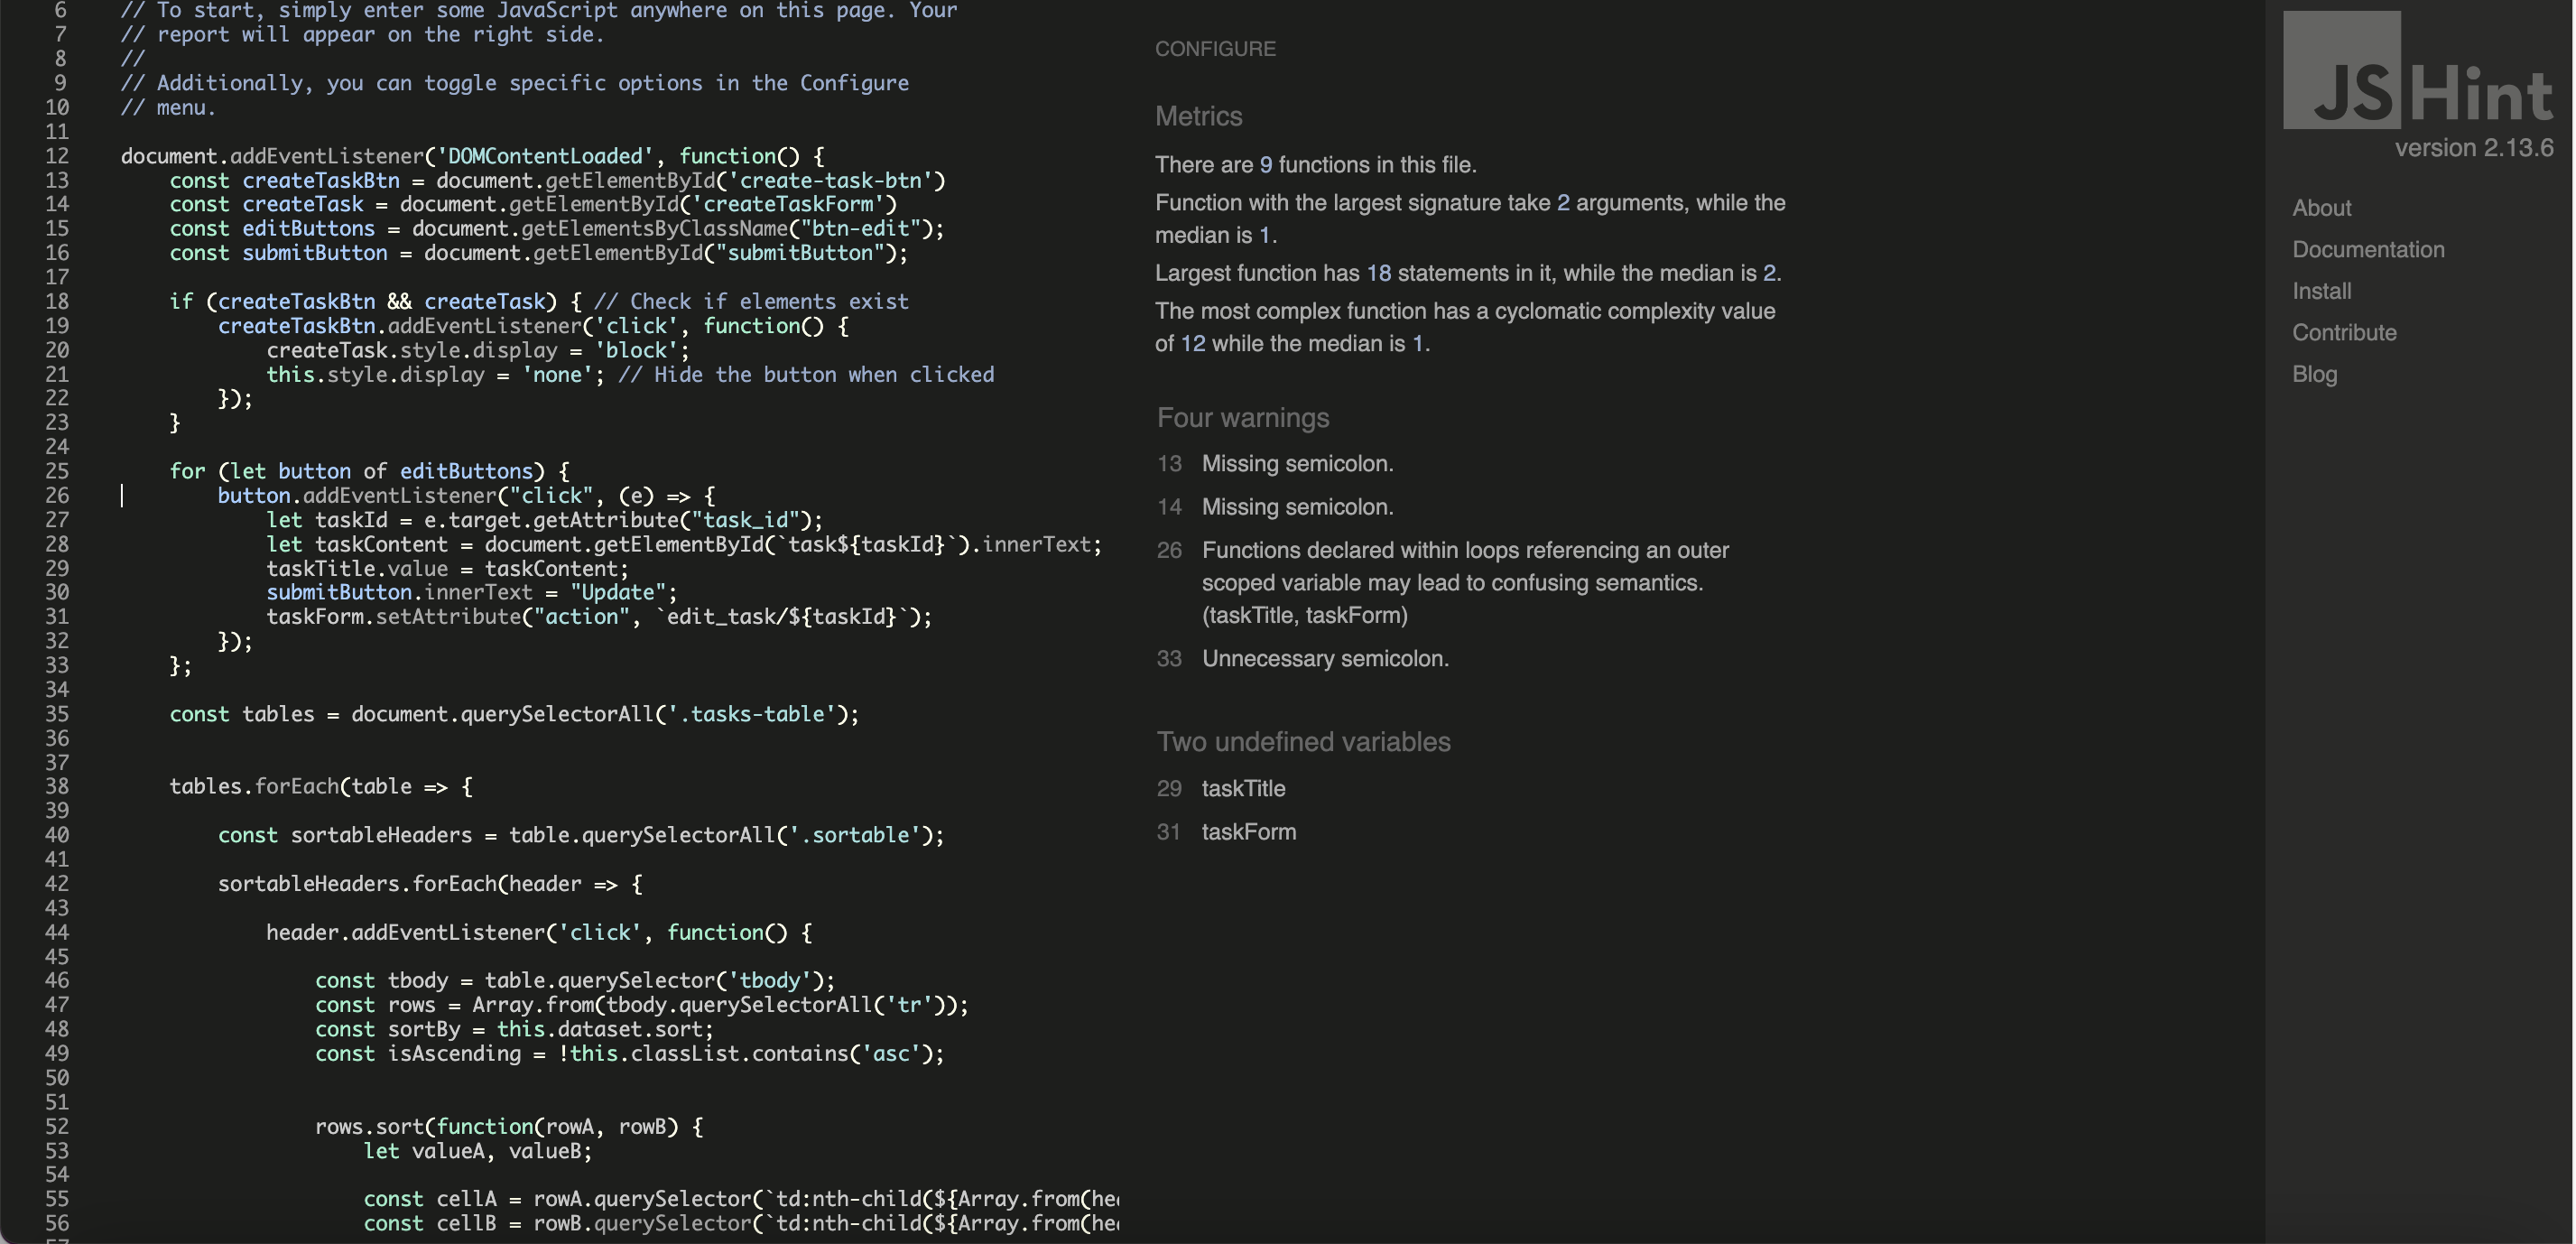 6 // To start, simply enter some JavaScript anywhere on this page. Your
7 // report will appear on the right side.
8 //
9 // Additionally, you can toggle specific options in the Configure
10 // menu.
11
12 document.addEventListener('DOMContentLoaded', function() {
13 const createTaskBtn = document.getElementById('create-task-btn')
14 const createTask = document.getElementById('createTaskForm')
15 const editButtons = document.getElementsByClassName("btn-edit");
16 const submitButton = document.getElementById("submitButton");
17
18 if (createTaskBtn && createTask) { // Check if elements exist
19 createTaskBtn.addEventListener('click', function() {
20 createTask.style.display = 'block';
21 this.style.display = 'none'; // Hide the button when clicked
22 });
23 }
24
25 for (let button of editButtons) {
26 button.addEventListener("click", (e) => {
27 let taskId = e.target.getAttribute("task_id");
28 let taskContent = document.getElementById(`task${taskId}`).innerText;
29 taskTitle.value = taskContent;
30 submitButton.innerText = "Update";
31 taskForm.setAttribute("action", `edit_task/${taskId}`);
32 });
33 };
34
35 const tables = document.querySelectorAll('.tasks-table');
36
37
38 tables.forEach(table => {
39
40 const sortableHeaders = table.querySelectorAll('.sortable');
41
42 sortableHeaders.forEach(header => {
43
44 header.addEventListener('click', function() {
45
46 const tbody = table.querySelector('tbody');
47 const rows = Array.from(tbody.querySelectorAll('tr'));
48 const sortBy = this.dataset.sort;
49 const isAscending = !this.classList.contains('asc');
50
51
52 rows.sort(function(rowA, rowB) {
53 let valueA, valueB;
54
55 const cellA = rowA.querySelector(`td:nth-child(${Array.from(he
56 const cellB = rowB.querySelector(`td:nth-child(${Array.from(he
57
CONFIGURE
Metrics
There are 9 functions in this file.
Function with the largest signature take 2 arguments, while the
median is 1.
Largest function has 18 statements in it, while the median is 2.
The most complex function has a cyclomatic complexity value
of 12 while the median is 1.
Four warnings
13 Missing semicolon.
14 Missing semicolon.
26 Functions declared within loops referencing an outer
scoped variable may lead to confusing semantics.
(taskTitle, taskForm)
33 Unnecessary semicolon.
Two undefined variables
29 taskTitle
31 taskForm
JSHint
version 2.13.6
About
Documentation
Install
Contribute
Blog